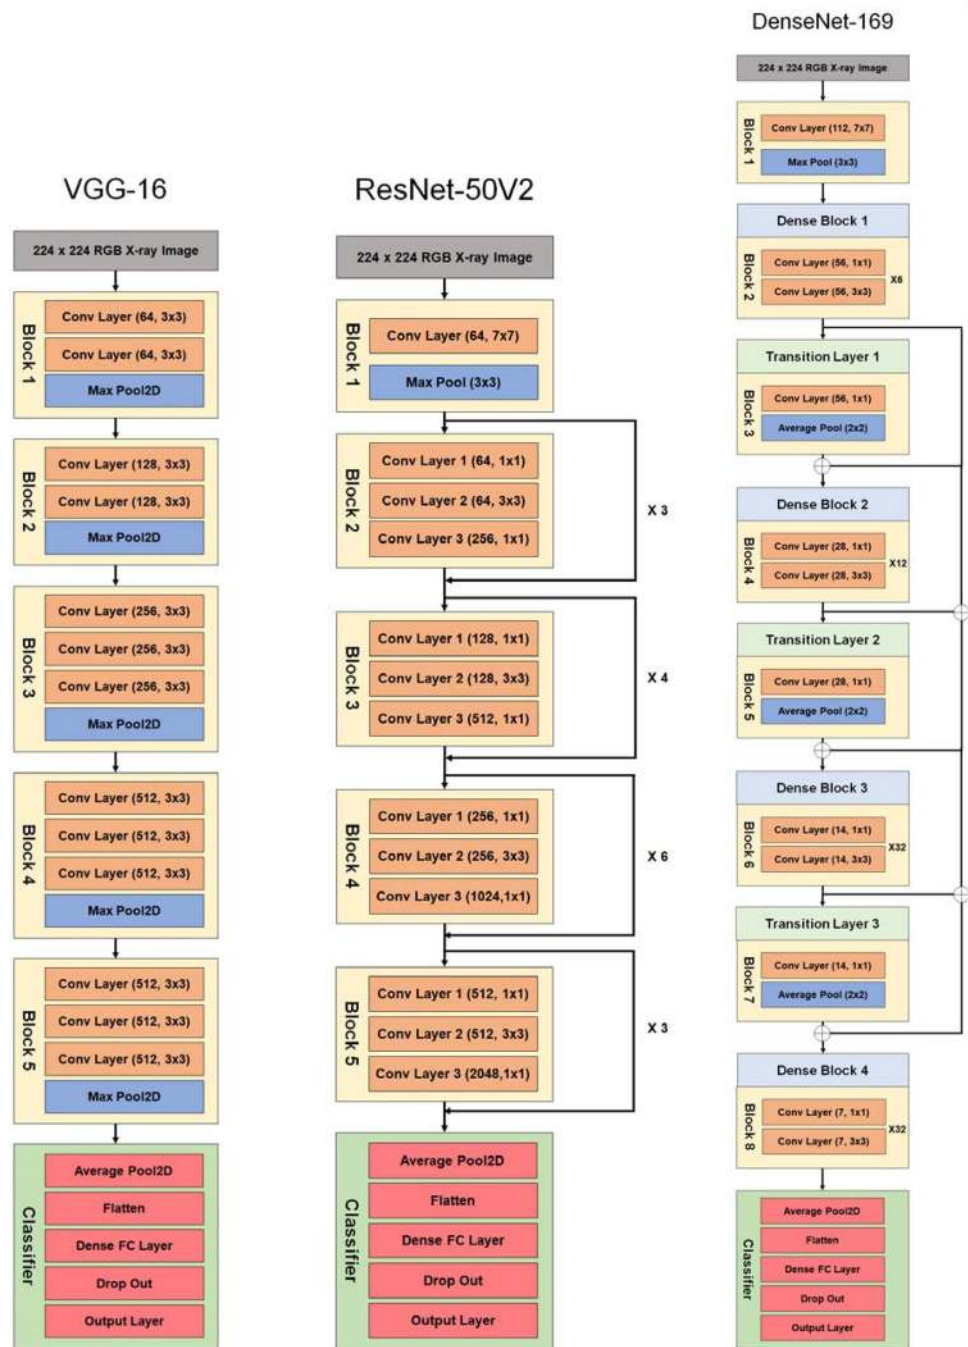 VGG-16
224 x 224 RGB X-ray Image
Block 1
Conv Layer (64, 3x3)
Conv Layer (64, 3x3)
Max Pool2D
Block 2
Conv Layer (128, 3x3)
Conv Layer (128, 3x3)
Max Pool2D
Block 3
Conv Layer (256, 3x3)
Conv Layer (256, 3x3)
Conv Layer (256, 3x3)
Max Pool2D
Block 4
Conv Layer (512, 3x3)
Conv Layer (512, 3x3)
Conv Layer (512, 3x3)
Max Pool2D
Block 5
Conv Layer (512, 3x3)
Conv Layer (512, 3x3)
Conv Layer (512, 3x3)
Max Pool2D
Classifier
Average Pool2D
Flatten
Dense FC Layer
Drop Out
Output Layer
ResNet-50V2
224 x 224 RGB X-ray Image
Block 1
Conv Layer (64, 7x7)
Max Pool (3x3)
Block 2
Conv Layer 1 (64, 1x1)
Conv Layer 2 (64, 3x3)
Conv Layer 3 (256, 1x1)
X 3
Block 3
Conv Layer 1 (128, 1x1)
Conv Layer 2 (128, 3x3)
Conv Layer 3 (512, 1x1)
X 4
Block 4
Conv Layer 1 (256, 1x1)
Conv Layer 2 (256, 3x3)
Conv Layer 3 (1024,1x1)
X 6
Block 5
Conv Layer 1 (512, 1x1)
Conv Layer 2 (512, 3x3)
Conv Layer 3 (2048,1x1)
X 3
Classifier
Average Pool2D
Flatten
Dense FC Layer
Drop Out
Output Layer
DenseNet-169
224 x 224 RGB X-ray Image
Block 1
Conv Layer (112, 7x7)
Max Pool (3x3)
Dense Block 1
Block 2
Conv Layer (56, 1x1)
Conv Layer (56, 3x3)
X6
Transition Layer 1
Block 3
Conv Layer (56, 1x1)
Average Pool (2x2)
Dense Block 2
Block 4
Conv Layer (28, 1x1)
Conv Layer (28, 3x3)
X12
Transition Layer 2
Block 5
Conv Layer (28, 1x1)
Average Pool (2x2)
Dense Block 3
Block 6
Conv Layer (14, 1x1)
Conv Layer (14, 3x3)
X32
Transition Layer 3
Block 7
Conv Layer (14, 1x1)
Average Pool (2x2)
Dense Block 4
Block 8
Conv Layer (7, 1x1)
Conv Layer (7, 3x3)
X32
Classifier
Average Pool2D
Flatten
Dense FC Layer
Drop Out
Output Layer